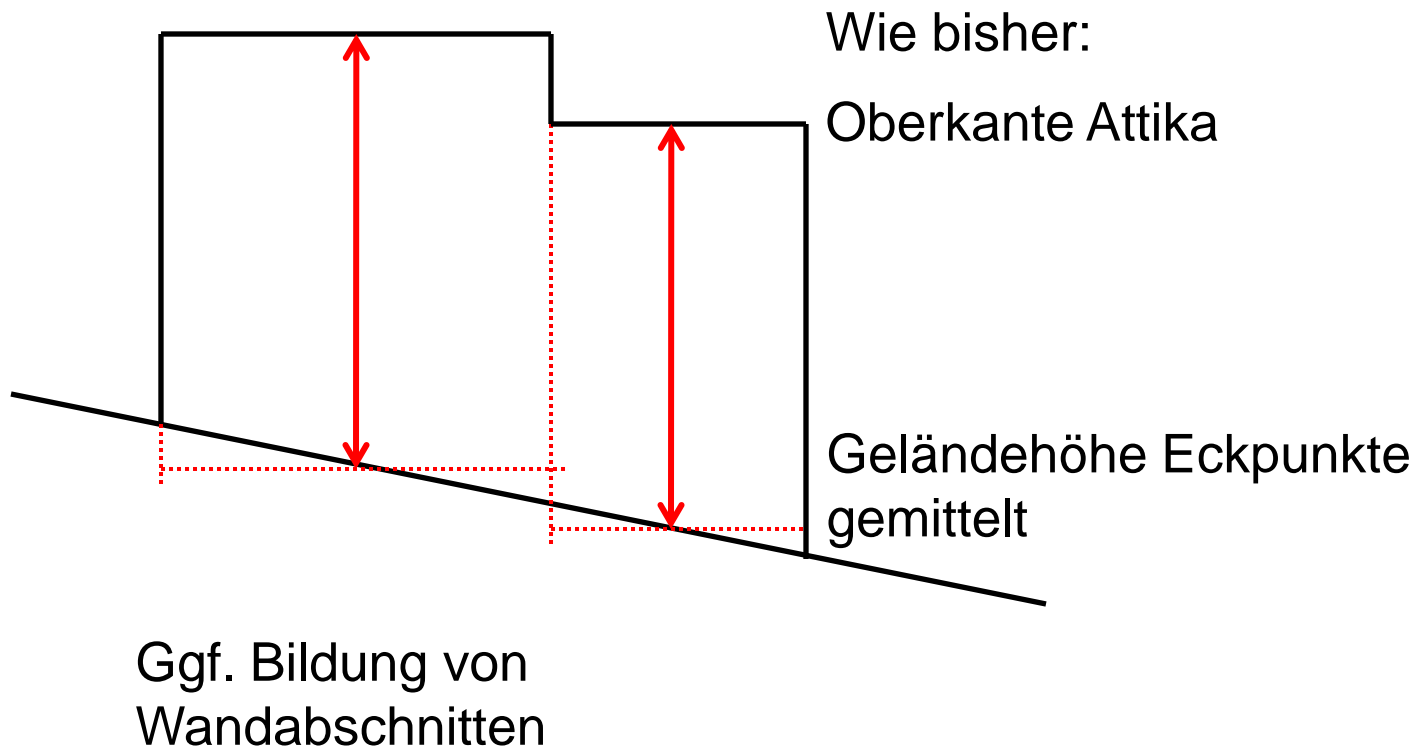 Wie bisher:
Oberkante Attika
Geländehöhe Eckpunkte
gemittelt
Ggf. Bildung von
Wandabschnitten